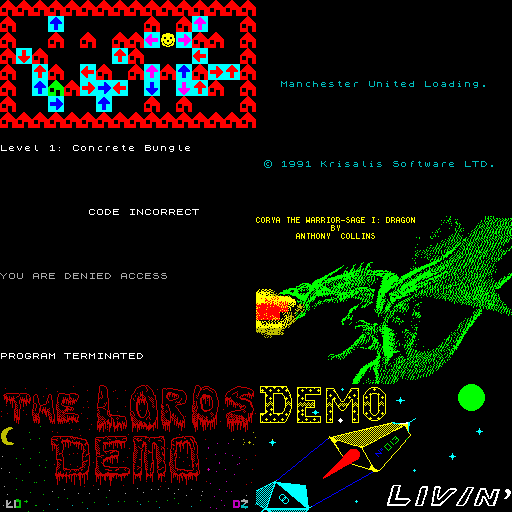 Level 1: Concrete Bungle
Manchester United Loading.
© 1991 Krisalis Software LTD.
CODE INCORRECT
YOU ARE DENIED ACCESS
PROGRAM TERMINATED
CORYA THE WARRIOR-SAGE I: DRAGON
BY
ANTHONY COLLINS
THE LORDS
DEMO
DEMO
LIVIN'